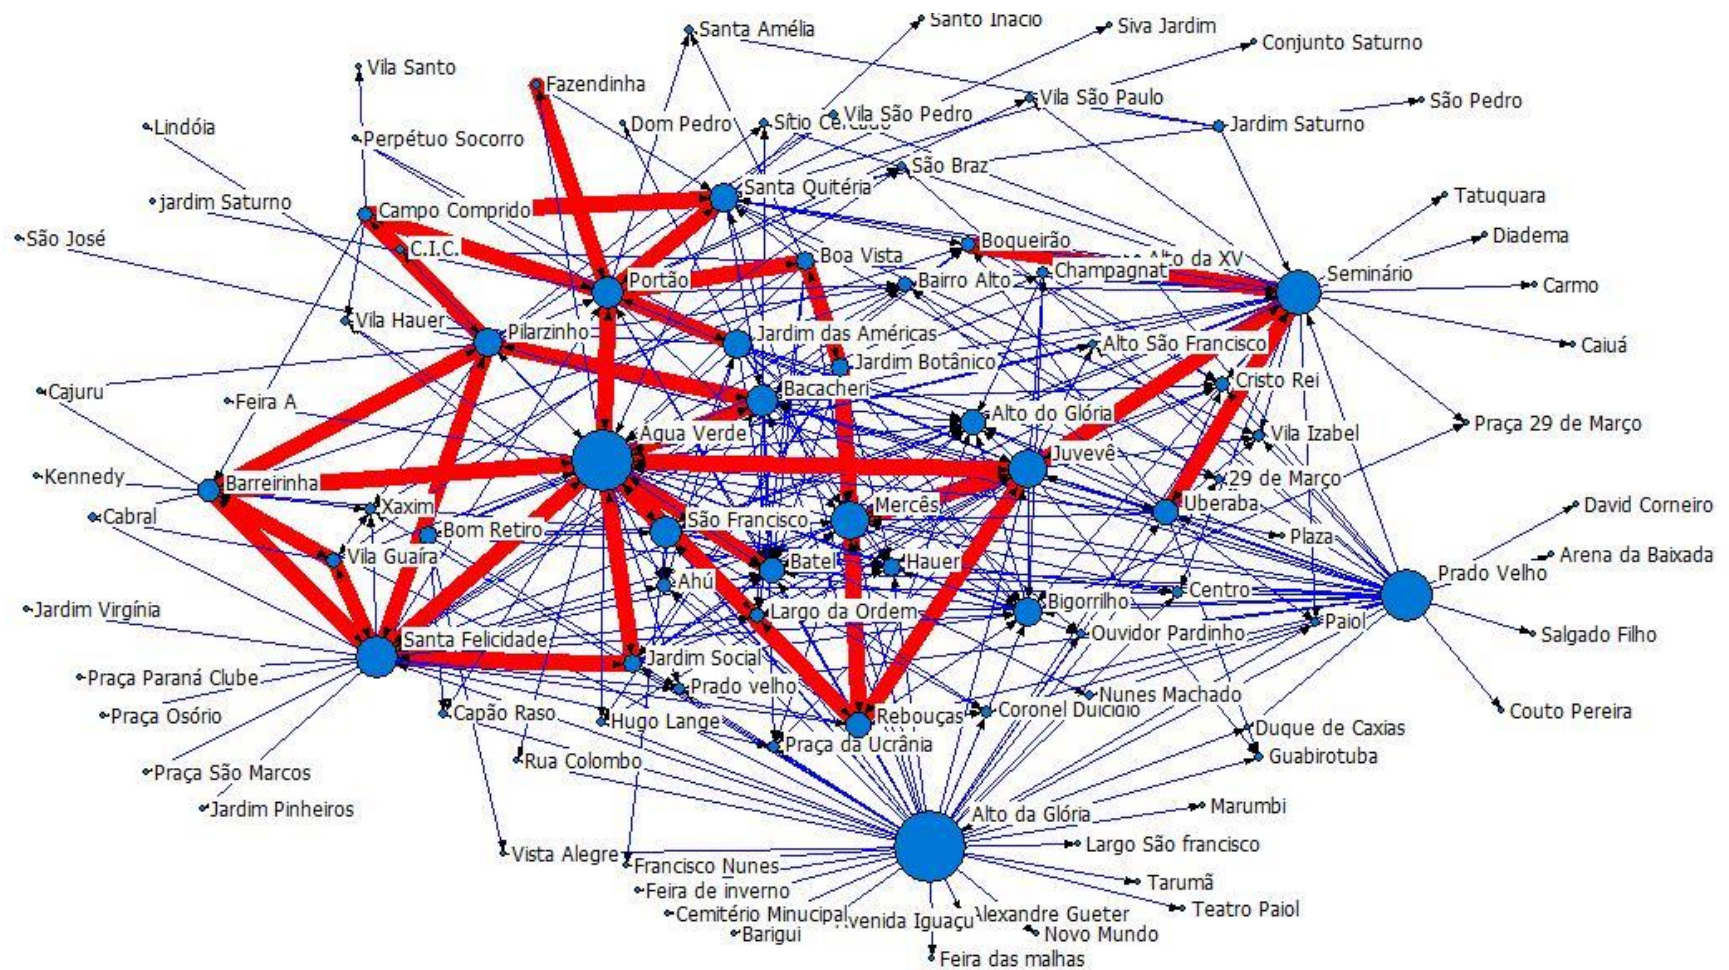 Santo Inácio
Santa Amélia
Siva Jardim
Conjunto Saturno
Vila Santo
Fazendinha
Vila São Paulo
São Pedro
Vila São Pedro
Lindóia
Dom Pedro
Sítio Cercado
Jardim Saturno
Perpétuo Socorro
São Braz
Santa Quitéria
Tatuquara
jardim Saturno
Campo Comprido
São José
C.I.C.
Boqueirão
Diadema
Alto da XV
Boa Vista
Champagnat
Seminário
Portão
Bairro Alto
Carmo
Vila Hauer
Pilarzinho
Jardim das Américas
Alto São Francisco
Caiuá
Jardim Botânico
Cajuru
Bacacheri
Cristo Rei
Feira A
Alto do Glória
Praça 29 de Março
Água Verde
Vila Izabel
Juvevê
Kennedy
Barreirinha
29 de Março
Xaxim
Mercês
Uberaba
David Corneiro
Cabral
São Francisco
Bom Retiro
Plaza
Vila Guaíra
Batel
Hauer
Arena da Baixada
Prado Velho
Ahú
Centro
Jardim Virgínia
Largo da Ordem
Bigorrilho
Paiol
Santa Felicidade
Ouvidor Pardinho
Salgado Filho
Jardim Social
Praça Paraná Clube
Prado velho
Nunes Machado
Praça Osório
Capão Raso
Hugo Lange
Rebouças
Coronel Dulcidio
Couto Pereira
Duque de Caxias
Praça da Ucrânia
Rua Colombo
Guabirotuba
Praça São Marcos
Jardim Pinheiros
Marumbi
Alto da Glória
Vista Alegre
Largo São francisco
Francisco Nunes
Feira de inverno
Tarumã
Cemitério Minucipal
venida Iguaçu
Alexandre Gueter
Teatro Paiol
Barigui
Novo Mundo
Feira das malhas